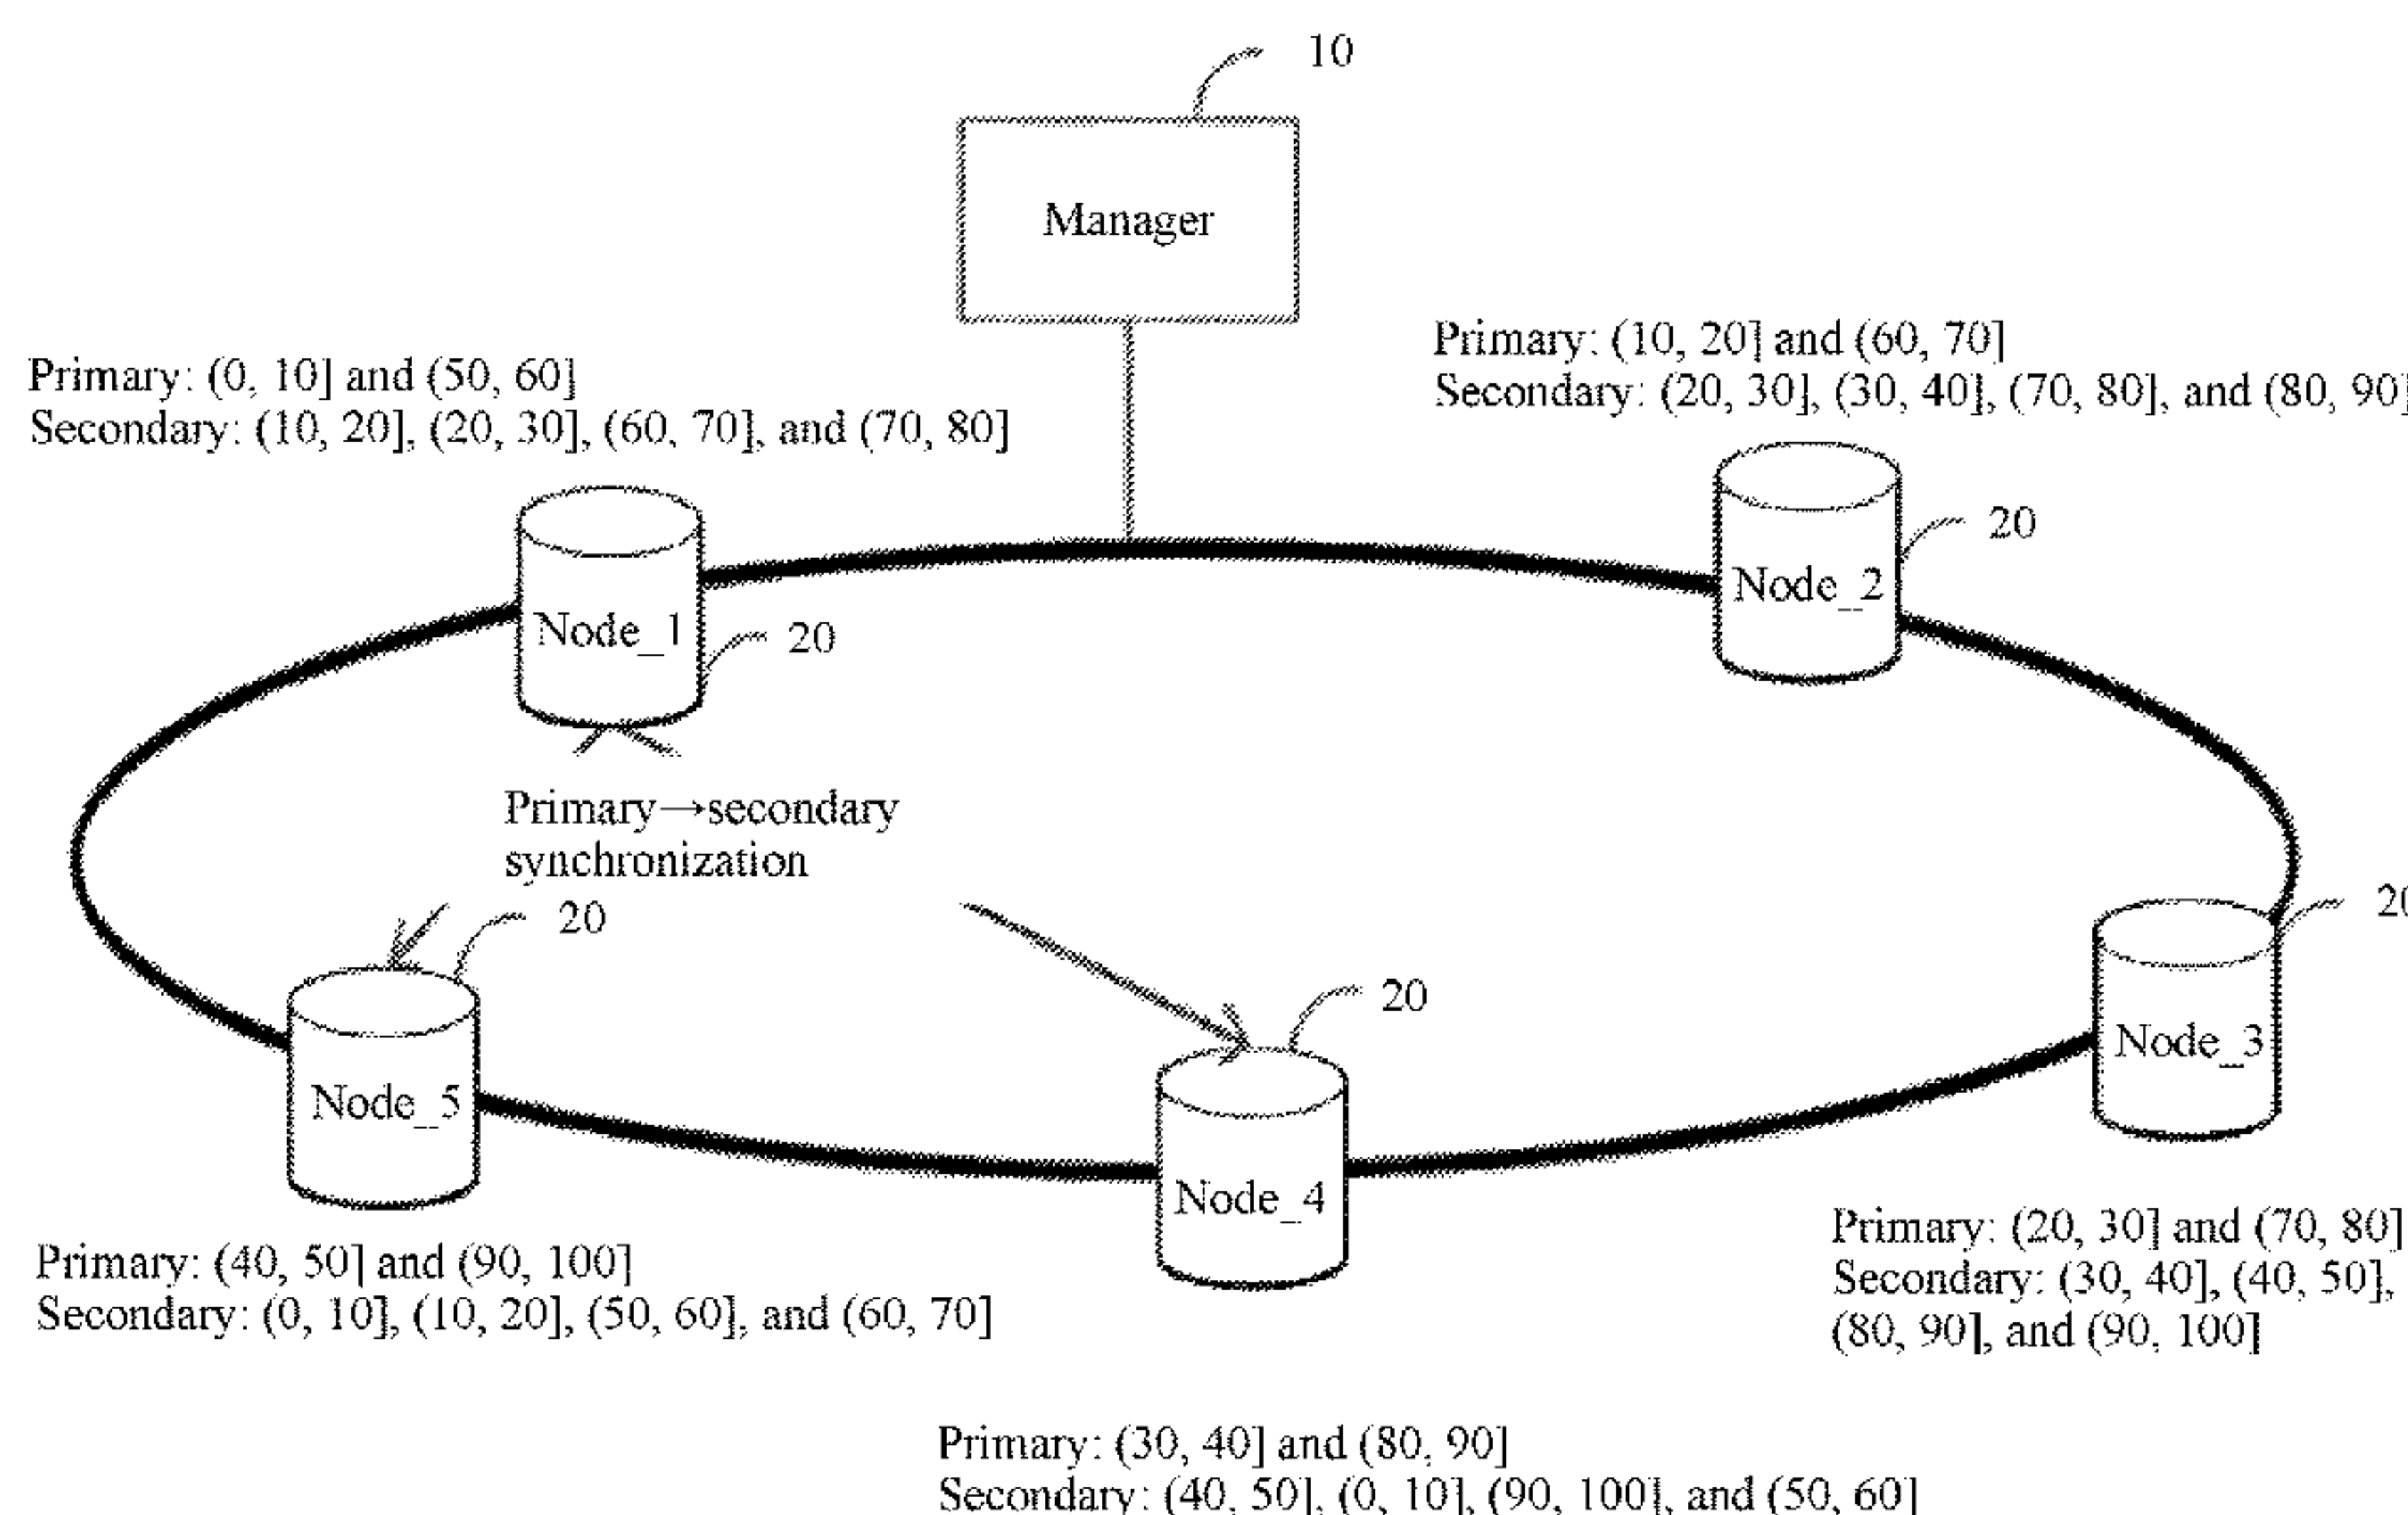 10
Manager
Primary: (10, 20] and (60, 70]
Secondary: (20, 30], (30, 40], (70, 80], and (80, 90]
Primary: (0, 10] and (50, 60]
Secondary: (10, 20], (20, 30], (60, 70], and (70, 80]
20
Node_2
Node_1
20
Primary→secondary
synchronization
20
20
20
Node_3
Node_5
Node_4
Primary: (20, 30] and (70, 80]
Secondary: (30, 40], (40, 50],
(80, 90], and (90, 100]
Primary: (40, 50] and (90, 100]
Secondary: (0, 10], (10, 20], (50, 60], and (60, 70]
Primary: (30, 40] and (80, 90]
Secondary: (40, 50], (0, 10], (90, 100], and (50, 60]